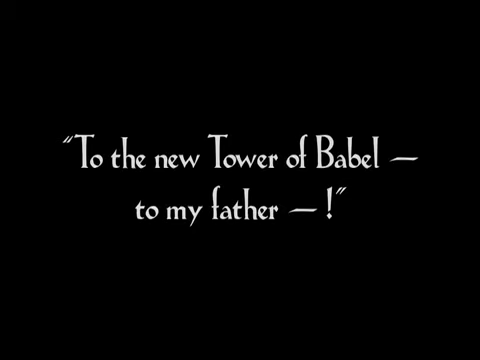 “To the new Tower of Babel —
to my father — !”